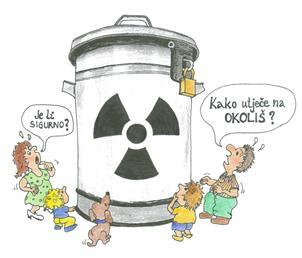 Je li
SIGURNO?
Kako utječe na
OKOLIŠ?